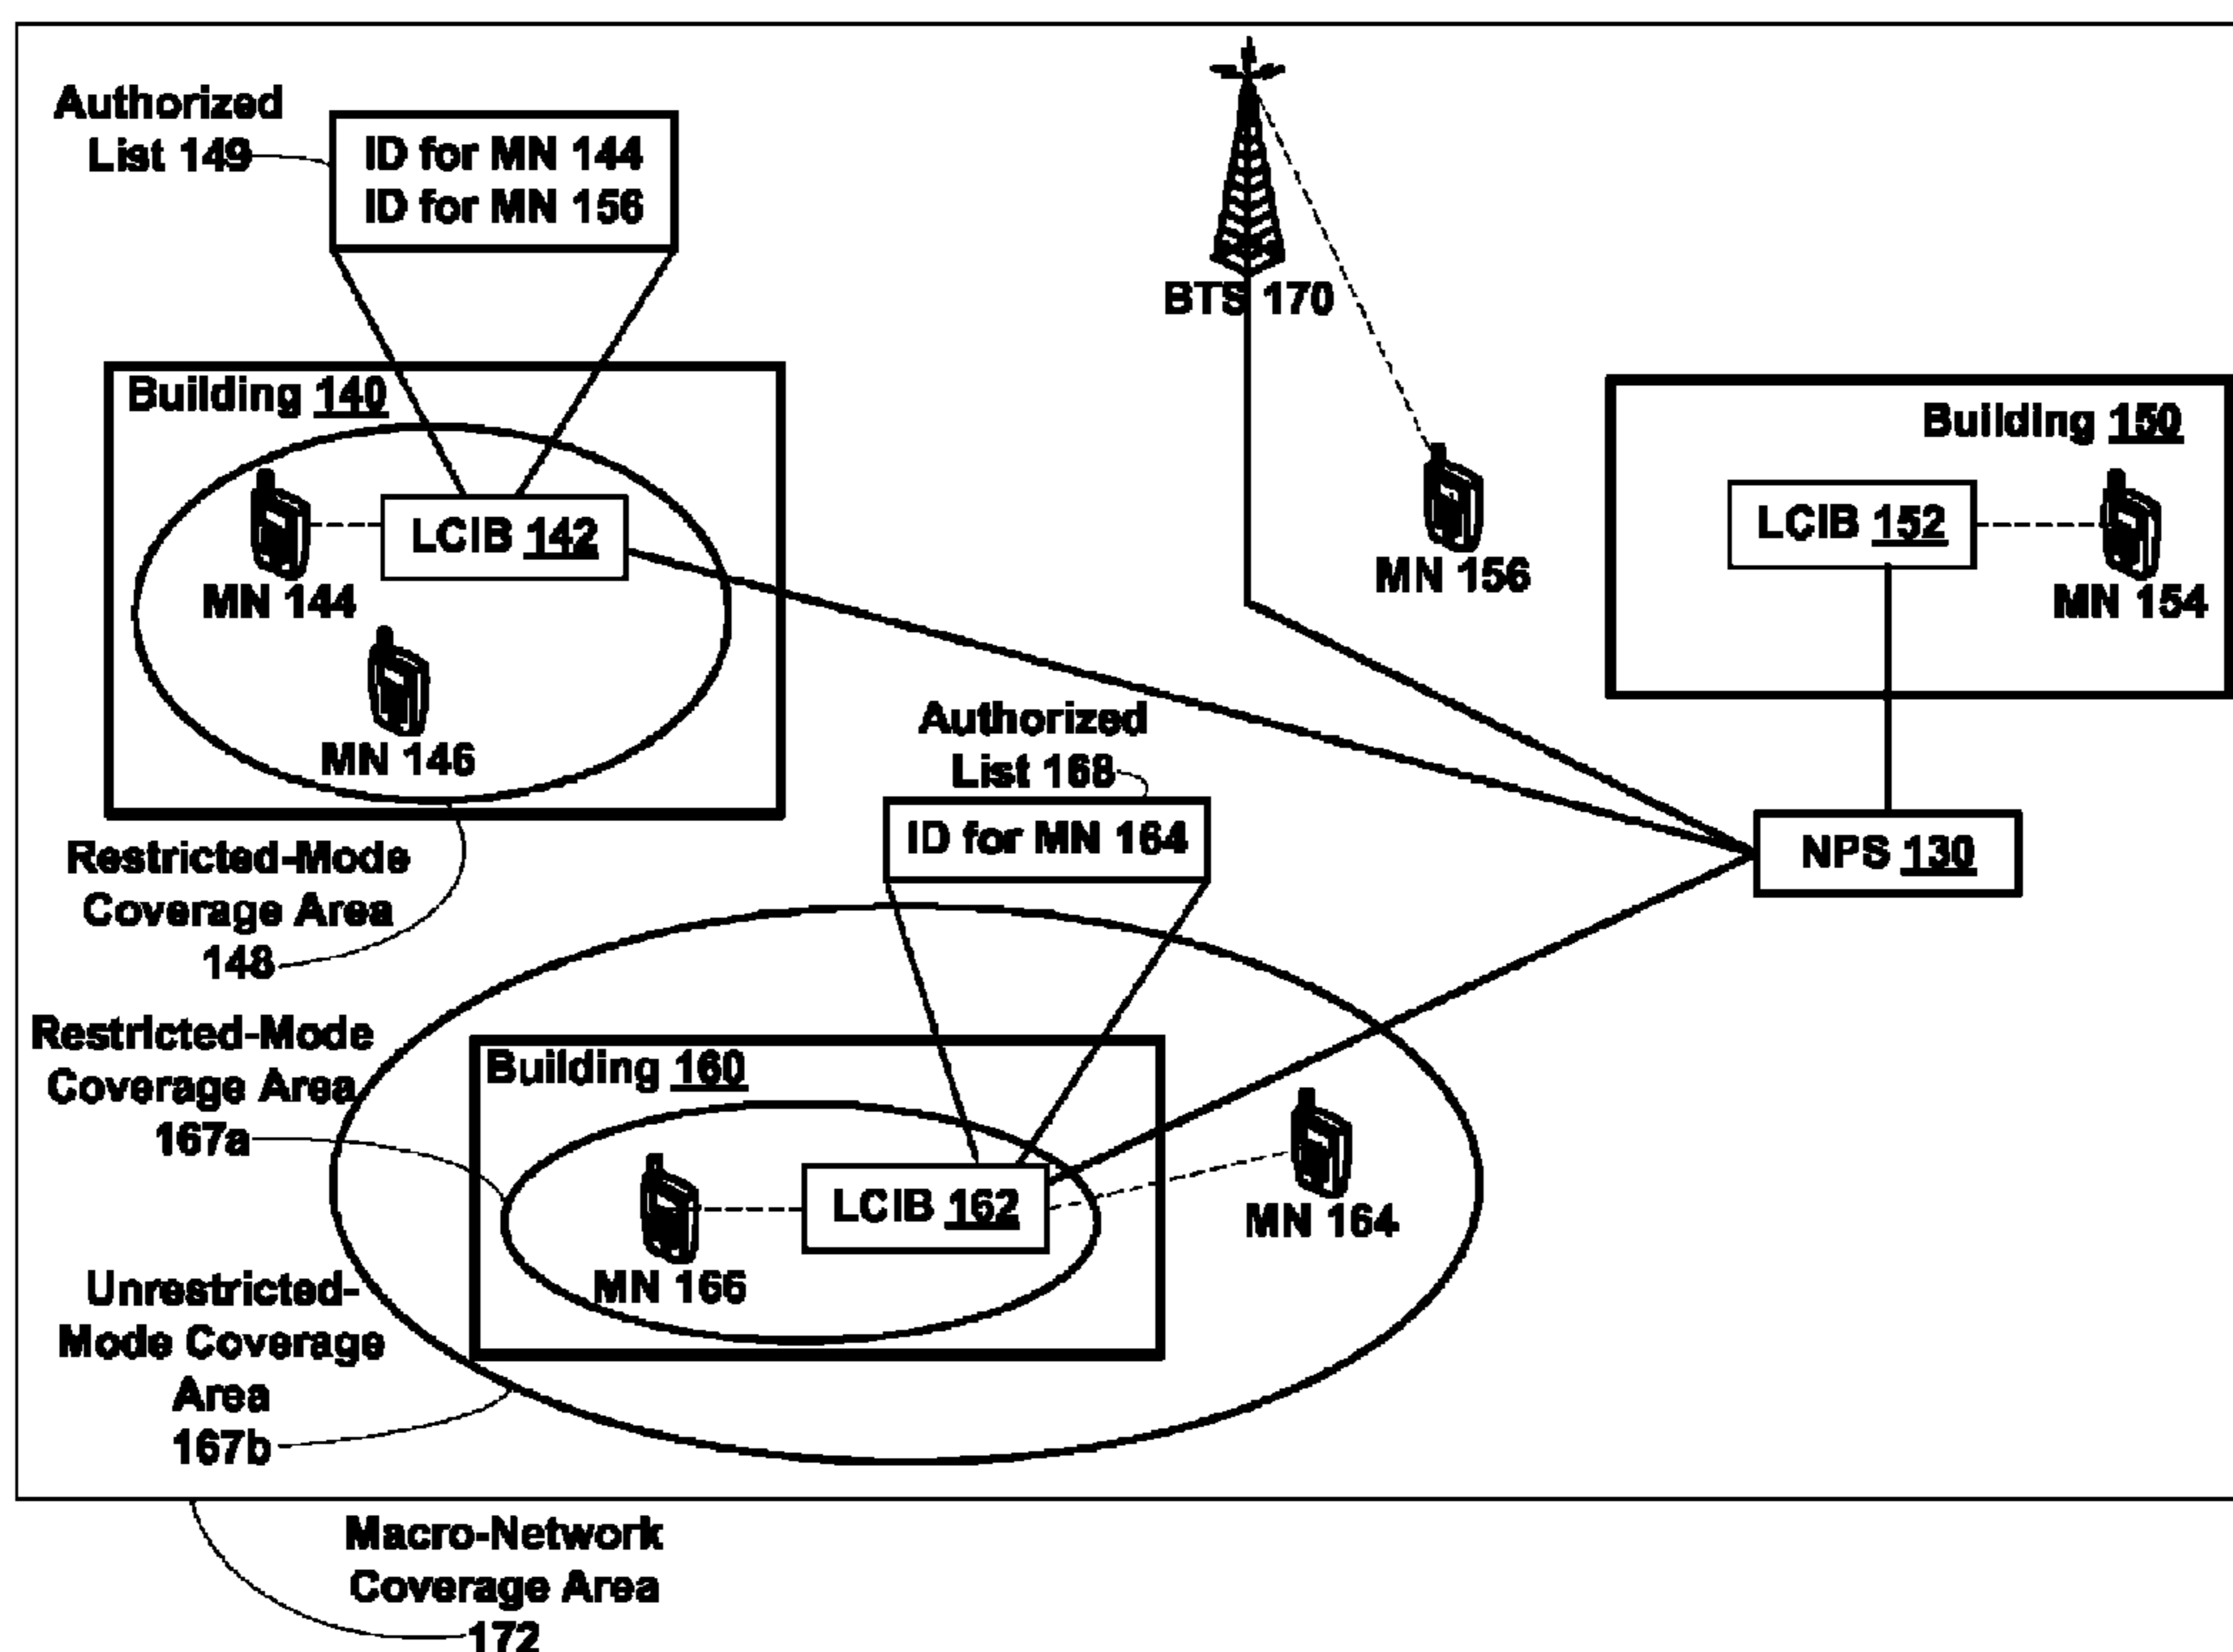 Authorized
List 149
ID for MN 144
ID for MN 156
BTS 170
Building 140
LCIB 142
MN 144
MN 146
MN 156
Building 150
LCIB 152
MN 154
Authorized
List 168
ID for MN 164
NPS 130
Restricted-Mode
Coverage Area
148
Restricted-Mode
Coverage Area
167a
Building 160
LCIB 162
MN 166
MN 164
Unrestricted-
Mode Coverage
Area
167b
Macro-Network
Coverage Area
172